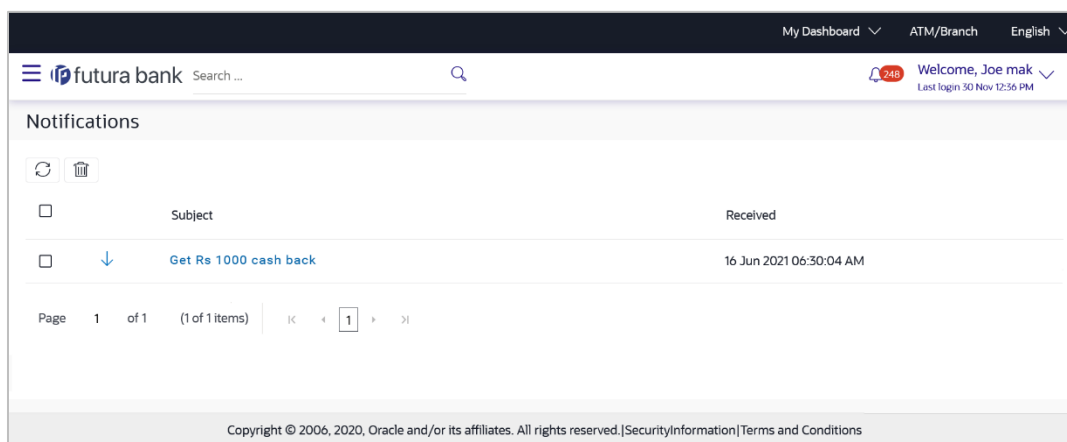 My Dashboard ATM/Branch English
futura bank Search ... 248 Welcome, Joe mak
Last login 30 Nov 12:36 PM
Notifications
Subject Received
Get Rs 1000 cash back 16 Jun 2021 06:30:04 AM
Page 1 of 1 (1 of 1 items) 1
Copyright © 2006, 2020, Oracle and/or its affiliates. All rights reserved.|SecurityInformation|Terms and Conditions